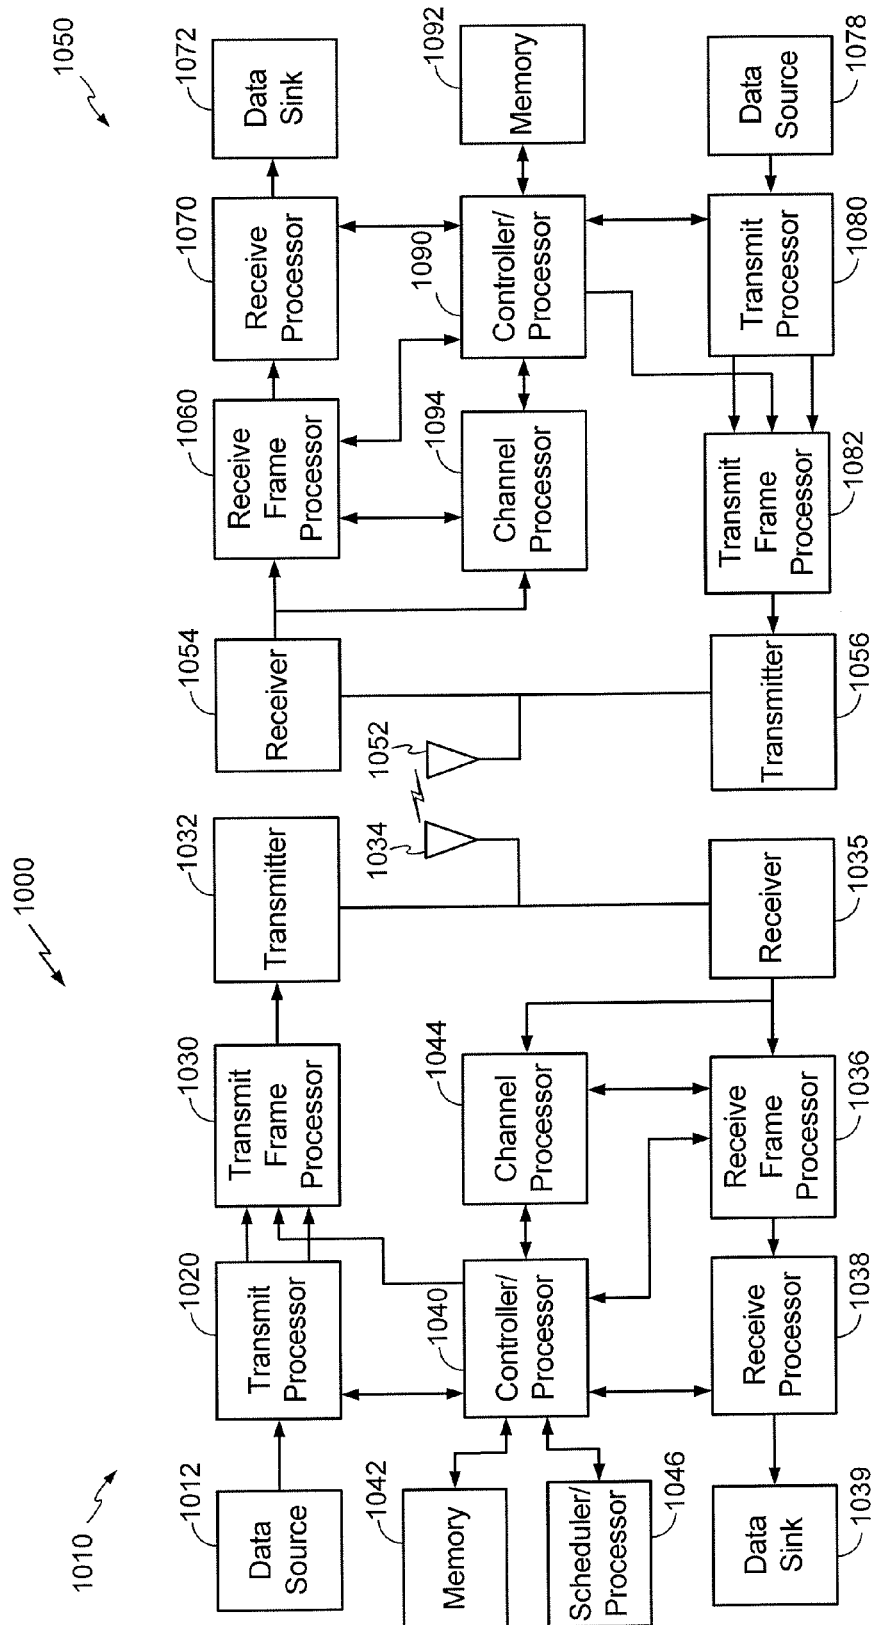 1000
1010
1050
1012
Data
Source
1020
Transmit
Processor
1030
Transmit
Frame
Processor
1032
Transmitter
1054
Receiver
1060
Receive
Frame
Processor
1070
Receive
Processor
1072
Data
Sink
1034
1052
1042
Memory
1040
Controller/
Processor
1044
Channel
Processor
1094
Channel
Processor
1090
Controller/
Processor
1092
Memory
Scheduler/
Processor
1046
Data
Sink
1039
Receive
Processor
1038
Receive
Frame
Processor
1036
Receiver
1035
Transmitter
1056
Transmit
Frame
Processor
1082
Transmit
Processor
1080
Data
Source
1078